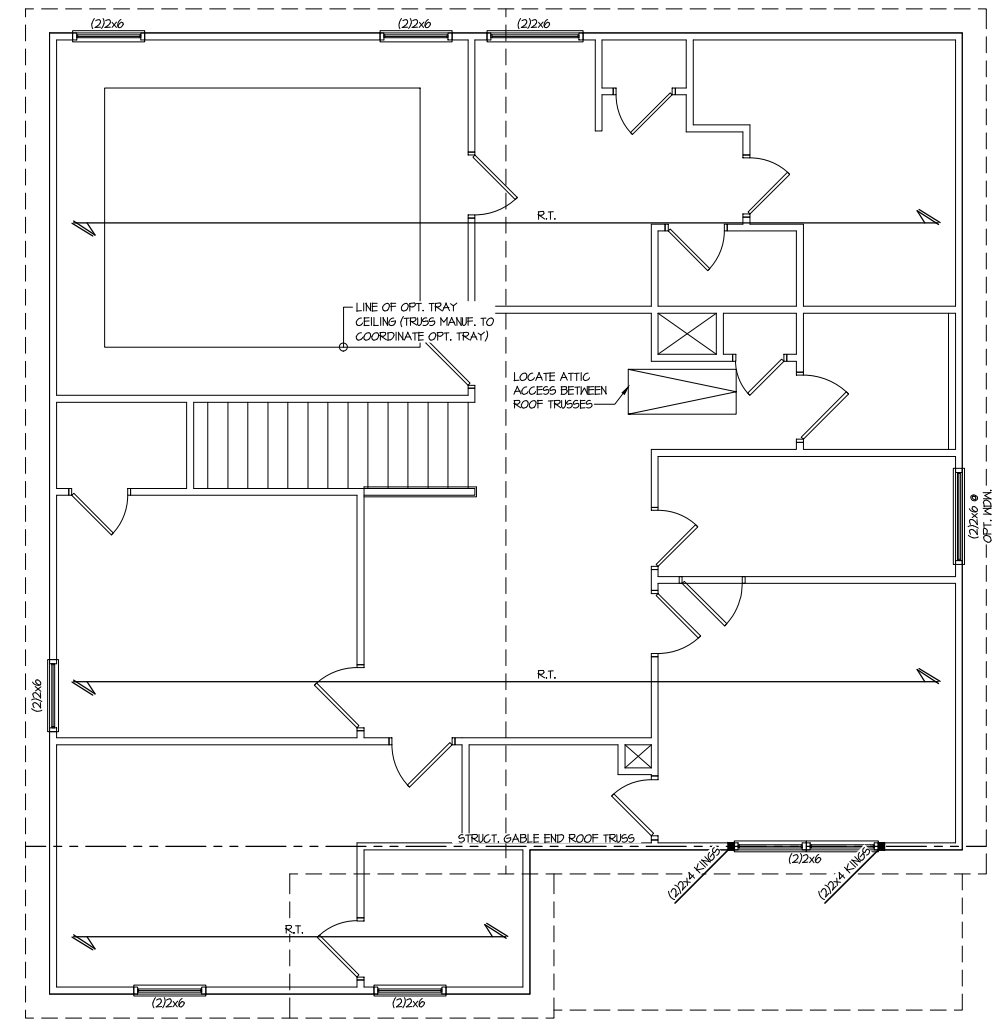 (2)2x6
(2)2x6
(2)2x6
R.T.
LINE OF OPT. TRAY
CEILING (TRUSS MANUF. TO
COORDINATE OPT. TRAY)
LOCATE ATTIC
ACCESS BETWEEN
ROOF TRUSSES
(2)2x6 @
OPT. MDW.
R.T.
(2)2x6
STRUCT. GABLE END ROOF TRUSS
(2)2x6
(2)2x4 KINGS
(2)2x4 KINGS
R.T.
(2)2x6
(2)2x6